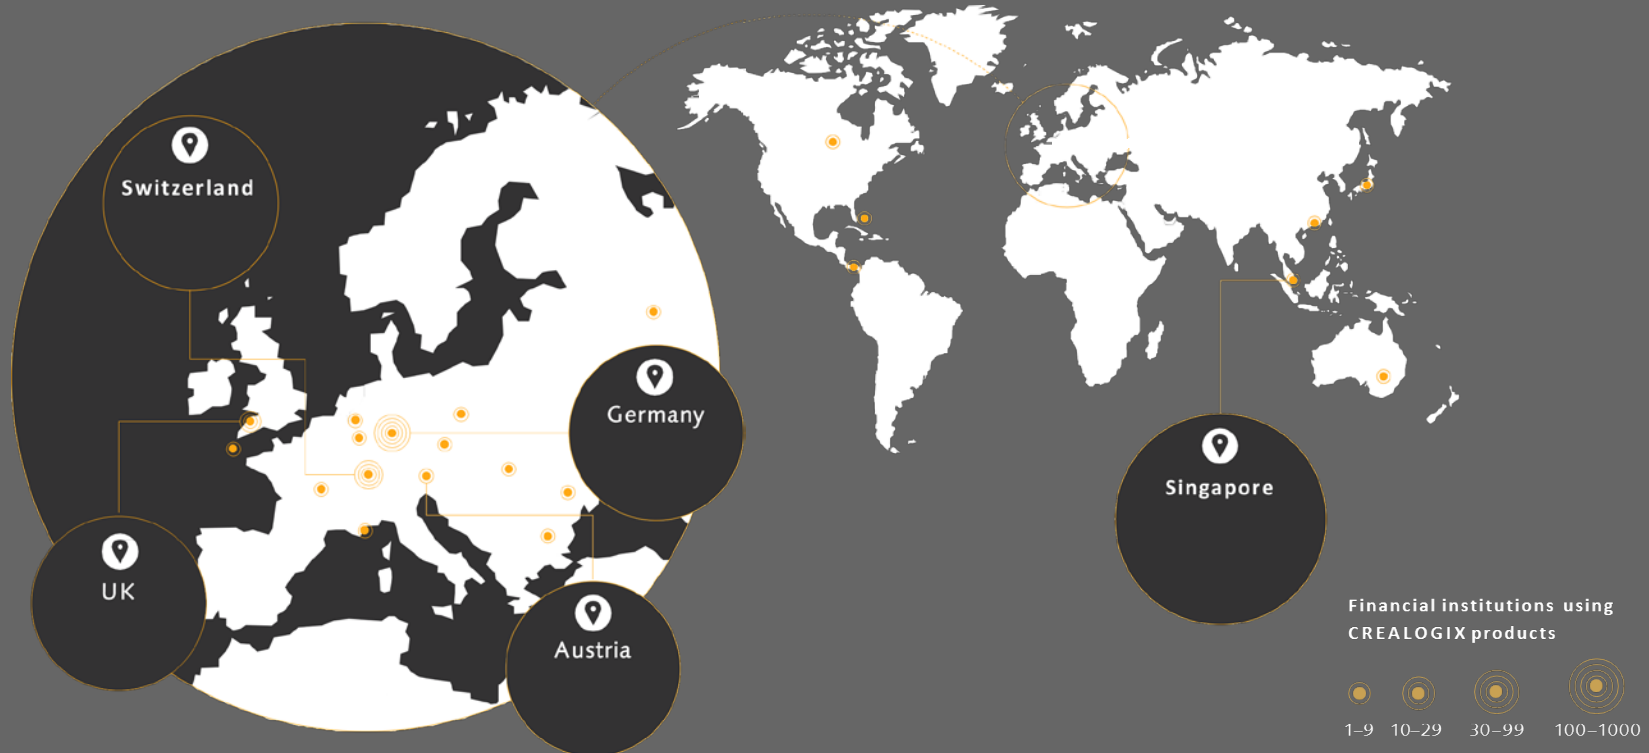 Switzerland
Germany
UK
Austria
Singapore
Financial institutions using
CREALOGIX products
1–9 10–29 30–99 100–1000